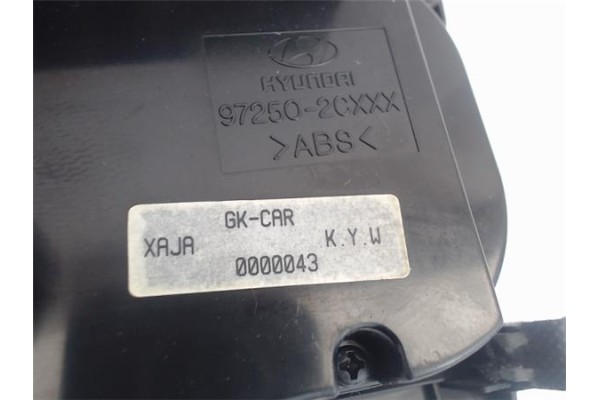 HYUNDAI
97250-2CXXX
>ABS<
GK-CAR
XAJA K.Y.W
0000043